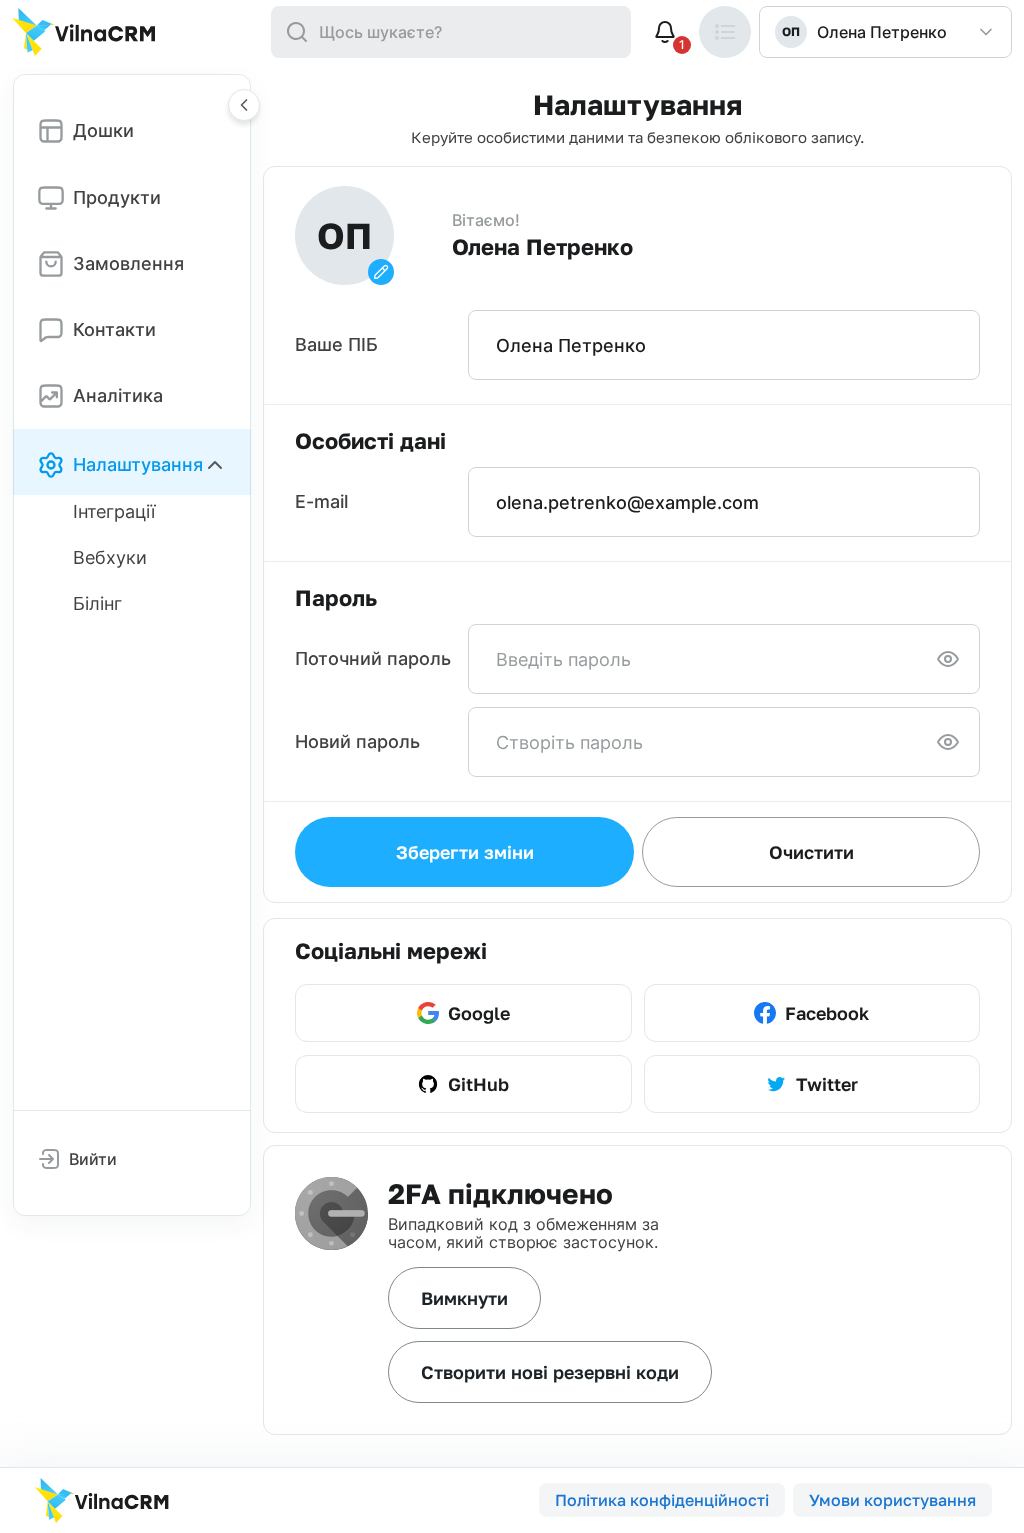 VilnaCRM
Щось шукаєте?
1
ОП
Олена Петренко
Дошки
Продукти
Замовлення
Контакти
Аналітика
Налаштування
Інтеграції
Вебхуки
Білінг
Вийти
Налаштування
Керуйте особистими даними та безпекою облікового запису.
ОП
Вітаємо!
Олена Петренко
Ваше ПІБ
Олена Петренко
Особисті дані
E-mail
olena.petrenko@example.com
Пароль
Поточний пароль
Введіть пароль
Новий пароль
Створіть пароль
Зберегти зміни
Очистити
Соціальні мережі
Google
Facebook
GitHub
Twitter
2FA підключено
Випадковий код з обмеженням за
часом, який створює застосунок.
Вимкнути
Створити нові резервні коди
VilnaCRM
Політика конфіденційності
Умови користування